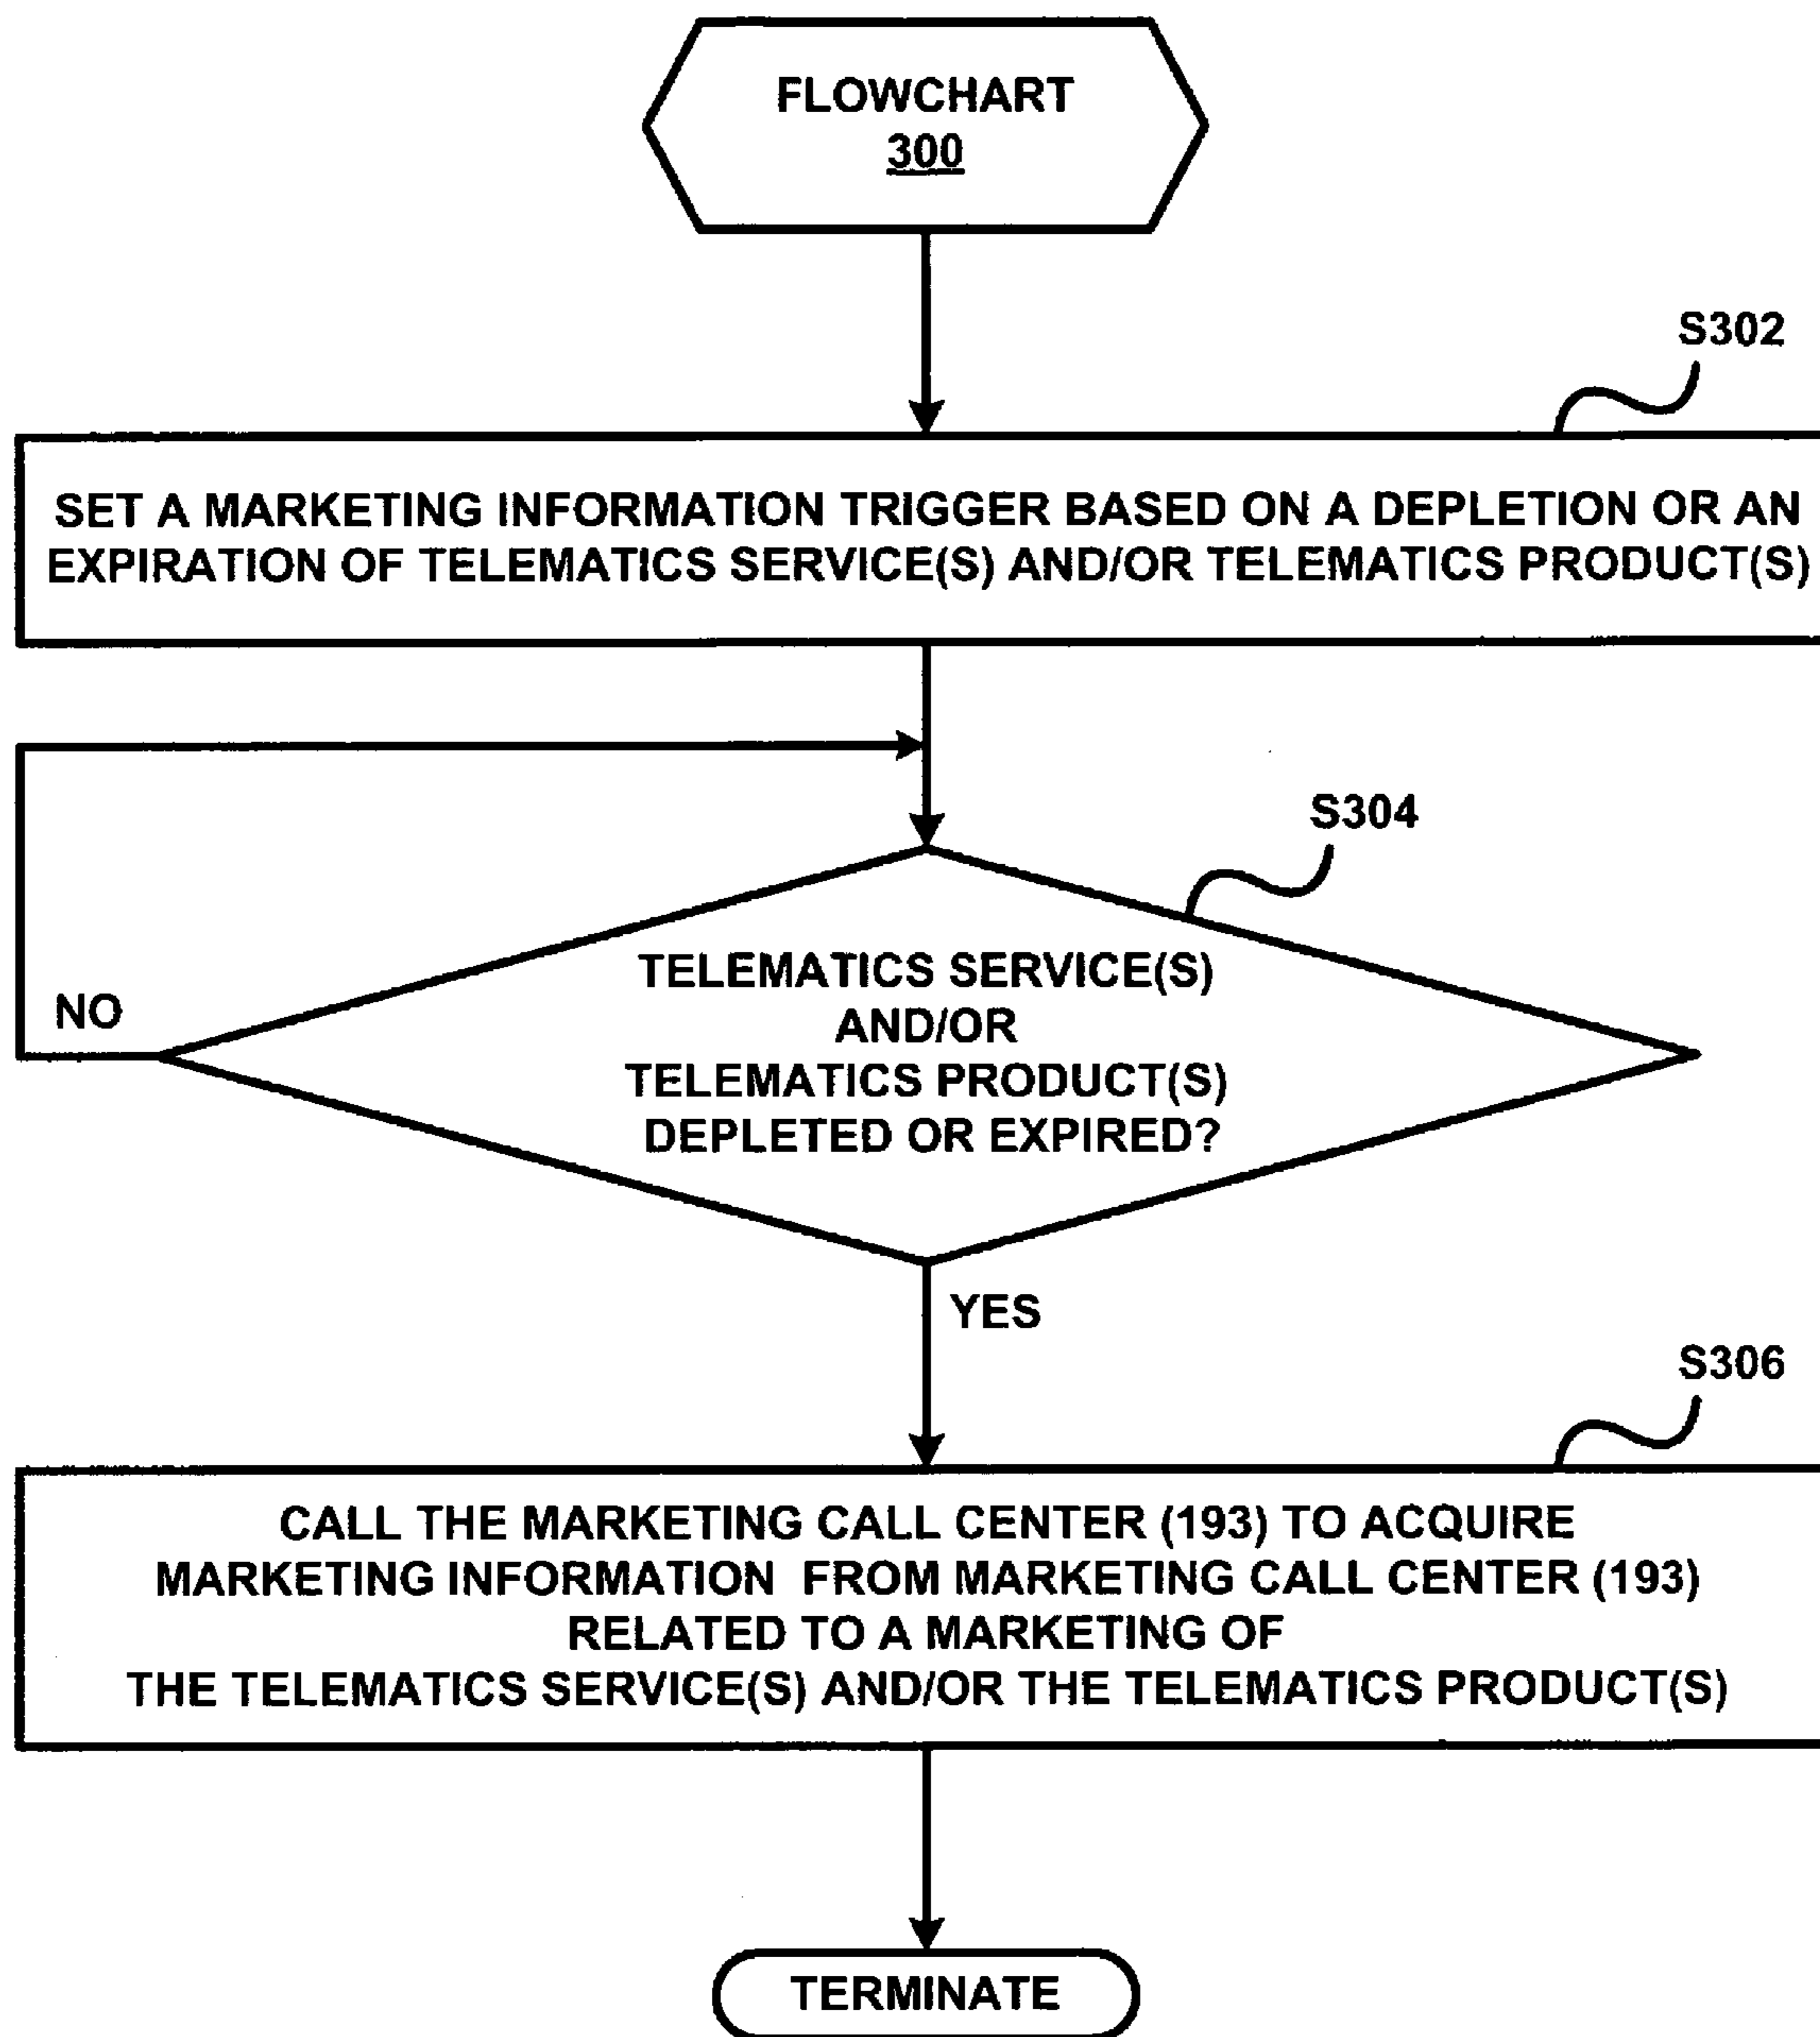 FLOWCHART
300
S302
SET A MARKETING INFORMATION TRIGGER BASED ON A DEPLETION OR AN
EXPIRATION OF TELEMATICS SERVICE(S) AND/OR TELEMATICS PRODUCT(S)
S304
TELEMATICS SERVICE(S)
AND/OR
TELEMATICS PRODUCT(S)
DEPLETED OR EXPIRED?
NO
YES
S306
CALL THE MARKETING CALL CENTER (193) TO ACQUIRE
MARKETING INFORMATION FROM MARKETING CALL CENTER (193)
RELATED TO A MARKETING OF
THE TELEMATICS SERVICE(S) AND/OR THE TELEMATICS PRODUCT(S)
TERMINATE